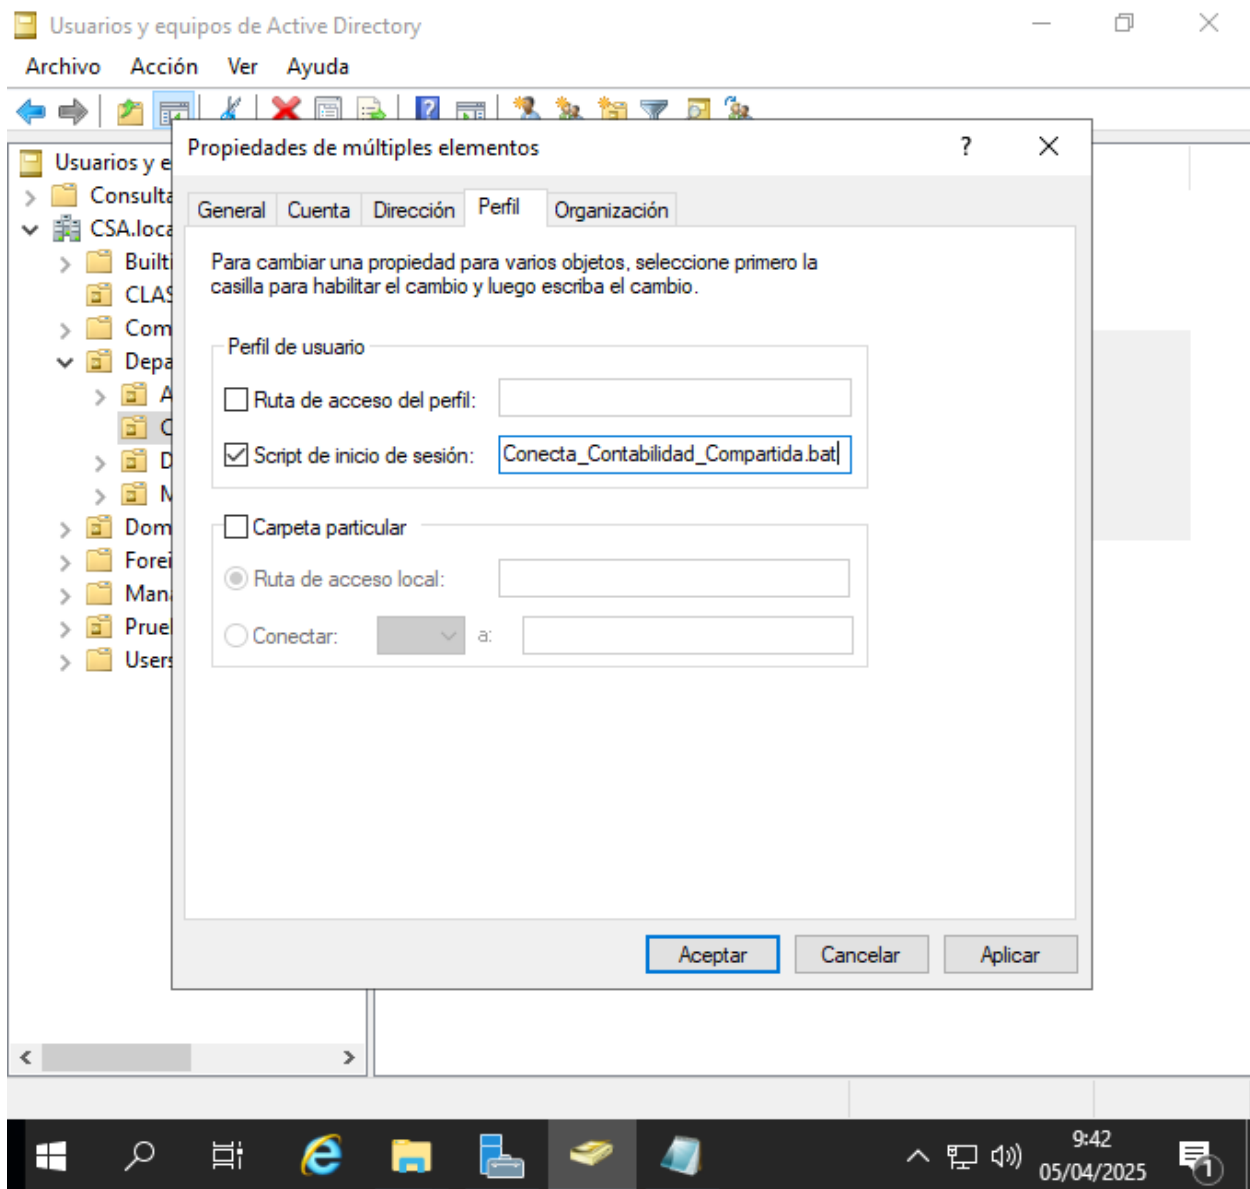 Usuarios y equipos de Active Directory
Archivo Acción Ver Ayuda
Propiedades de múltiples elementos
?
Usuarios y e
Consulta
CSA.loca
Builti
CLAS
Com
Depa
A
C
D
M
Dom
Forei
Mana
Prue
Users
General Cuenta Dirección Perfil Organización
Para cambiar una propiedad para varios objetos, seleccione primero la
casilla para habilitar el cambio y luego escriba el cambio.
Perfil de usuario
Ruta de acceso del perfil:
Script de inicio de sesión: Conecta_Contabilidad_Compartida.bat
Carpeta particular
Ruta de acceso local:
Conectar: a:
Aceptar Cancelar Aplicar
9:42
05/04/2025
1